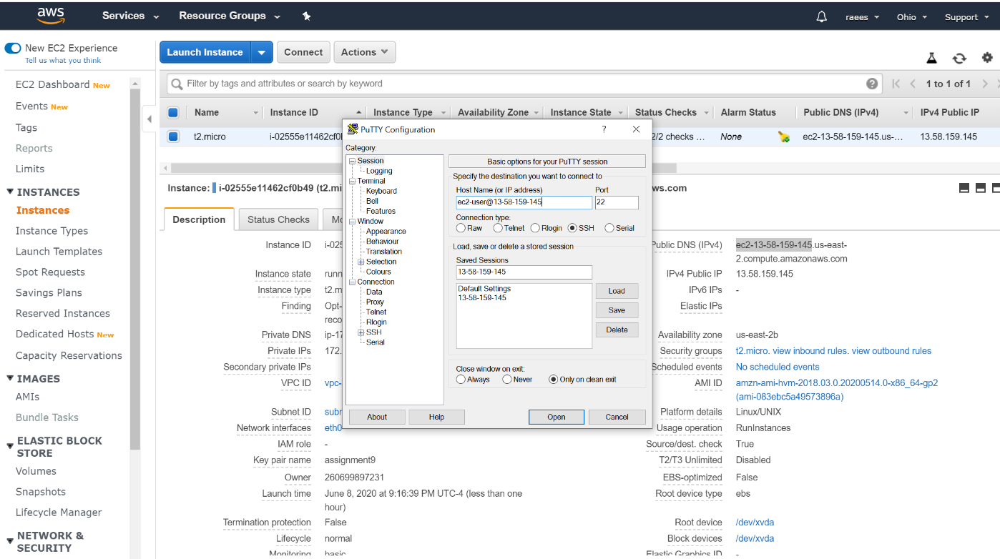 aws Services Resource Groups raees Ohio Support
New EC2 Experience
Tell us what you think
Launch Instance Connect Actions
EC2 Dashboard New
Events New
Tags
Reports
Limits
INSTANCES
Instances
Instance Types
Launch Templates
Spot Requests
Savings Plans
Reserved Instances
Dedicated Hosts New
Capacity Reservations
IMAGES
AMIs
Bundle Tasks
ELASTIC BLOCK
STORE
Volumes
Snapshots
Lifecycle Manager
NETWORK &
SECURITY
Filter by tags and attributes or search by keyword ? 1 to 1 of 1
Name Instance ID Instance Type Availability Zone Instance State Status Checks Alarm Status Public DNS (IPv4) IPv4 Public IP
t2.micro i-02555e11462cf0 2/2 checks ... None ec2-13-58-159-145.us-... 13.58.159.145
Instance: i-02555e11462cf0b49 (t2.mi ws.com
Description Status Checks Mo
Instance ID i-025
Instance state runn
Instance type t2.m
Finding Opt-
reco
Private DNS ip-17
Private IPs 172.
Secondary private IPs
VPC ID vpc-
Subnet ID subn
Network interfaces eth0
IAM role -
Key pair name assignment9
Owner 260699897231
Launch time June 8, 2020 at 9:16:39 PM UTC-4 (less than one
hour)
Termination protection False
Lifecycle normal
Monitoring basic
PuTTY Configuration ?
Category:
Session
Logging
Terminal
Keyboard
Bell
Features
Window
Appearance
Behaviour
Translation
Selection
Colours
Connection
Data
Proxy
Telnet
Rlogin
SSH
Serial
Basic options for your PuTTY session
Specify the destination you want to connect to
Host Name (or IP address) Port
ec2-user@13-58-159-145 22
Connection type:
Raw Telnet Rlogin SSH Serial
Load, save or delete a stored session
Saved Sessions
13-58-159-145
Default Settings
13-58-159-145
Load
Save
Delete
Close window on exit:
Always Never Only on clean exit
About Help Open Cancel
Public DNS (IPv4) ec2-13-58-159-145.us-east-
2.compute.amazonaws.com
IPv4 Public IP 13.58.159.145
IPv6 IPs -
Elastic IPs
Availability zone us-east-2b
Security groups t2.micro. view inbound rules. view outbound rules
Scheduled events No scheduled events
AMI ID amzn-ami-hvm-2018.03.0.20200514.0-x86_64-gp2
(ami-083ebc5a49573896a)
Platform details Linux/UNIX
Usage operation RunInstances
Source/dest. check True
T2/T3 Unlimited Disabled
EBS-optimized False
Root device type ebs
Root device /dev/xvda
Block devices /dev/xvda
Elastic Graphics ID -